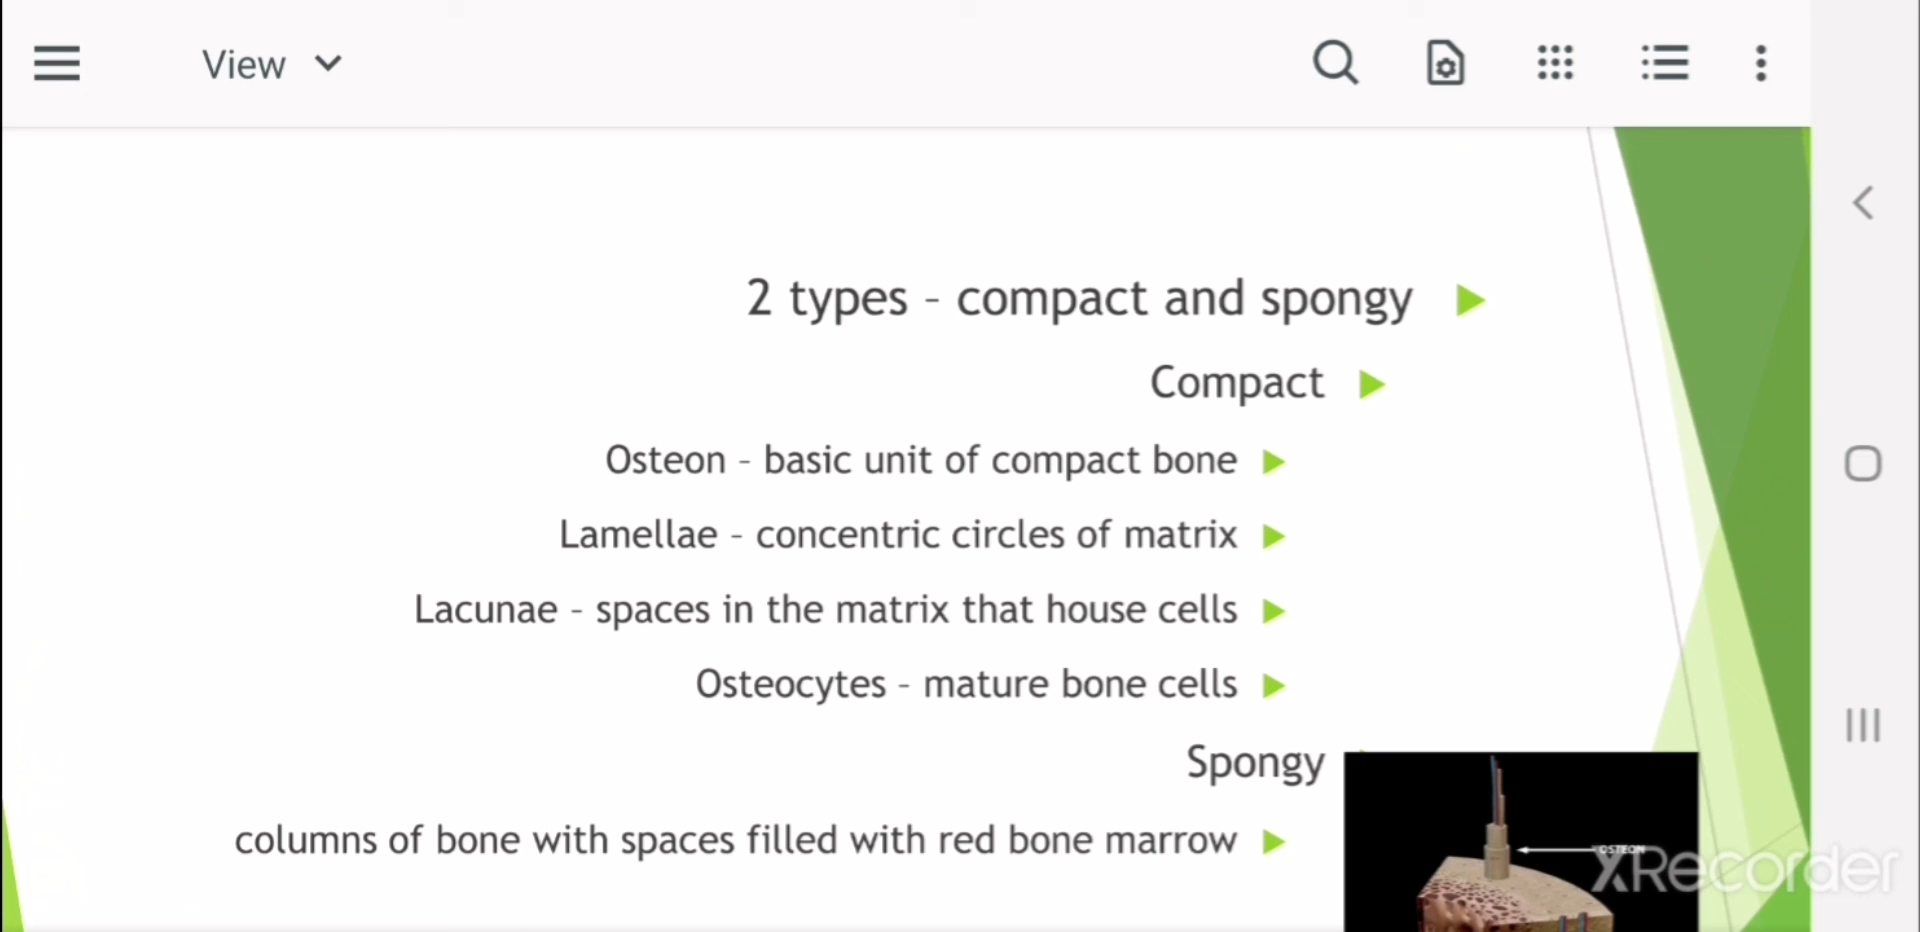 View
2 types - compact and spongy
Compact
Osteon - basic unit of compact bone
Lamellae - concentric circles of matrix
Lacunae - spaces in the matrix that house cells
Osteocytes - mature bone cells
Spongy
columns of bone with spaces filled with red bone marrow
OSTEON
XRecorder